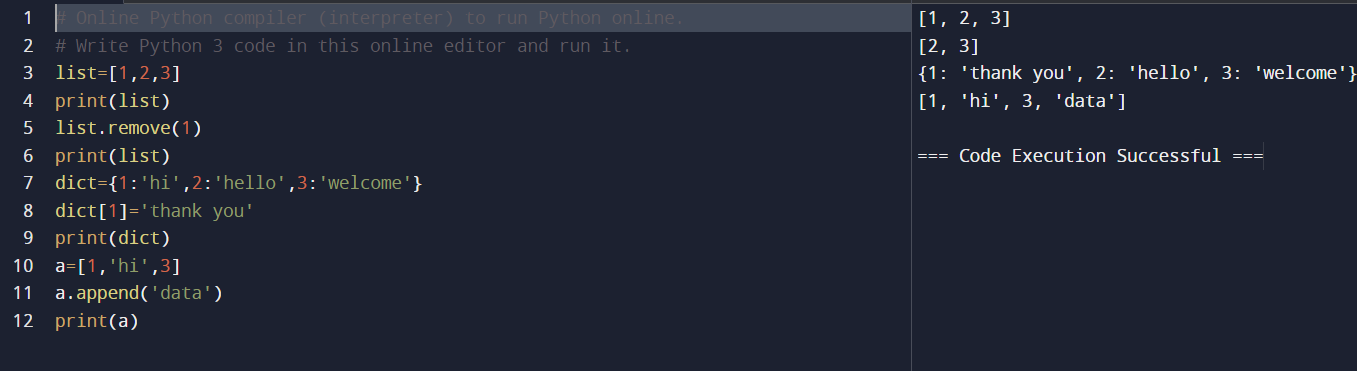 1 # Online Python compiler (interpreter) to run Python online.
2 # Write Python 3 code in this online editor and run it.
3 list=[1,2,3]
4 print(list)
5 list.remove(1)
6 print(list)
7 dict={1:'hi',2:'hello',3:'welcome'}
8 dict[1]='thank you'
9 print(dict)
10 a=[1,'hi',3]
11 a.append('data')
12 print(a)
[1, 2, 3]
[2, 3]
{1: 'thank you', 2: 'hello', 3: 'welcome'}
[1, 'hi', 3, 'data']
=== Code Execution Successful ===